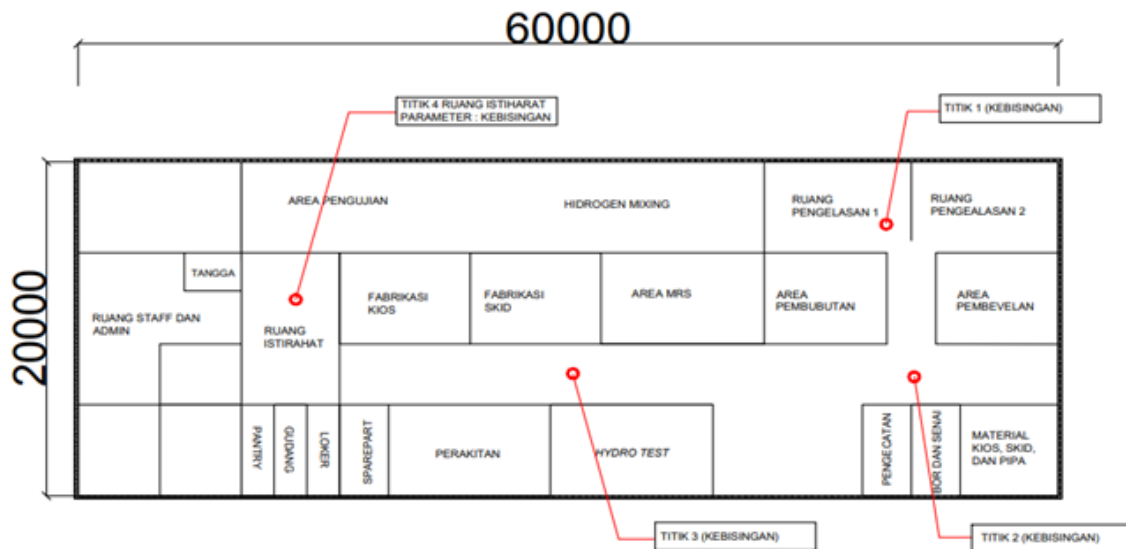 60000
TITIK 4 RUANG ISTIHARAT
PARAMETER : KEBISINGAN
TITIK 1 (KEBISINGAN)
20000
AREA PENGUJIAN
HIDROGEN MIXING
RUANG
PENGELASAN 1
RUANG
PENGEALASAN 2
TANGGA
RUANG STAFF DAN
ADMIN
RUANG
ISTIRAHAT
FABRIKASI
KIOS
FABRIKASI
SKID
AREA MRS
AREA
PEMBUBUTAN
AREA
PEMBEVELAN
PANTRY
GUDANG
LOKER
SPAREPART
PERAKITAN
HYDRO TEST
PENGECATAN
BOR DAN SENAI
MATERIAL
KIOS, SKID,
DAN PIPA
TITIK 3 (KEBISINGAN)
TITIK 2 (KEBISINGAN)